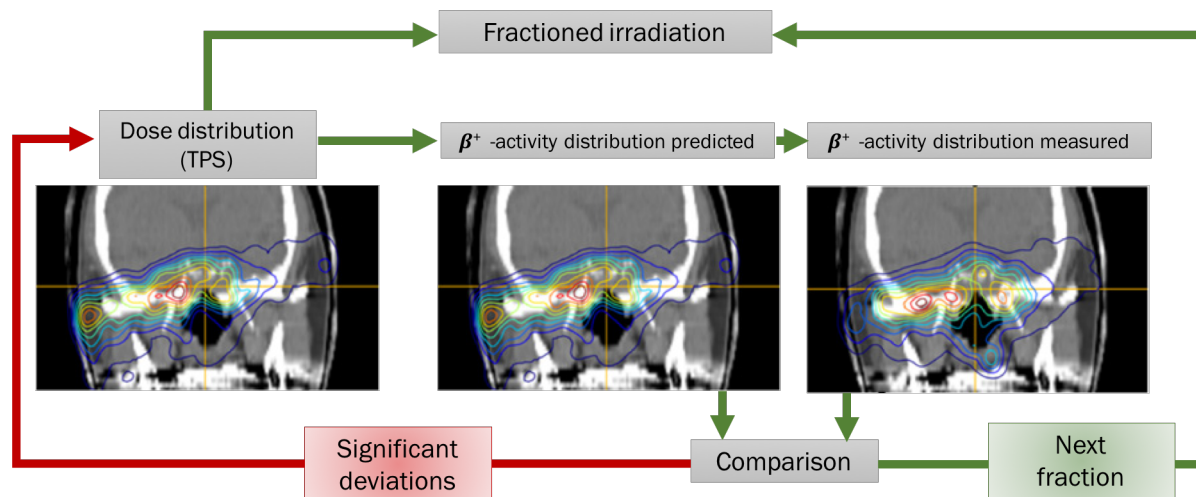 Fractioned irradiation
Dose distribution
(TPS)
β⁺ -activity distribution predicted
β⁺ -activity distribution measured
Significant
deviations
Comparison
Next
fraction